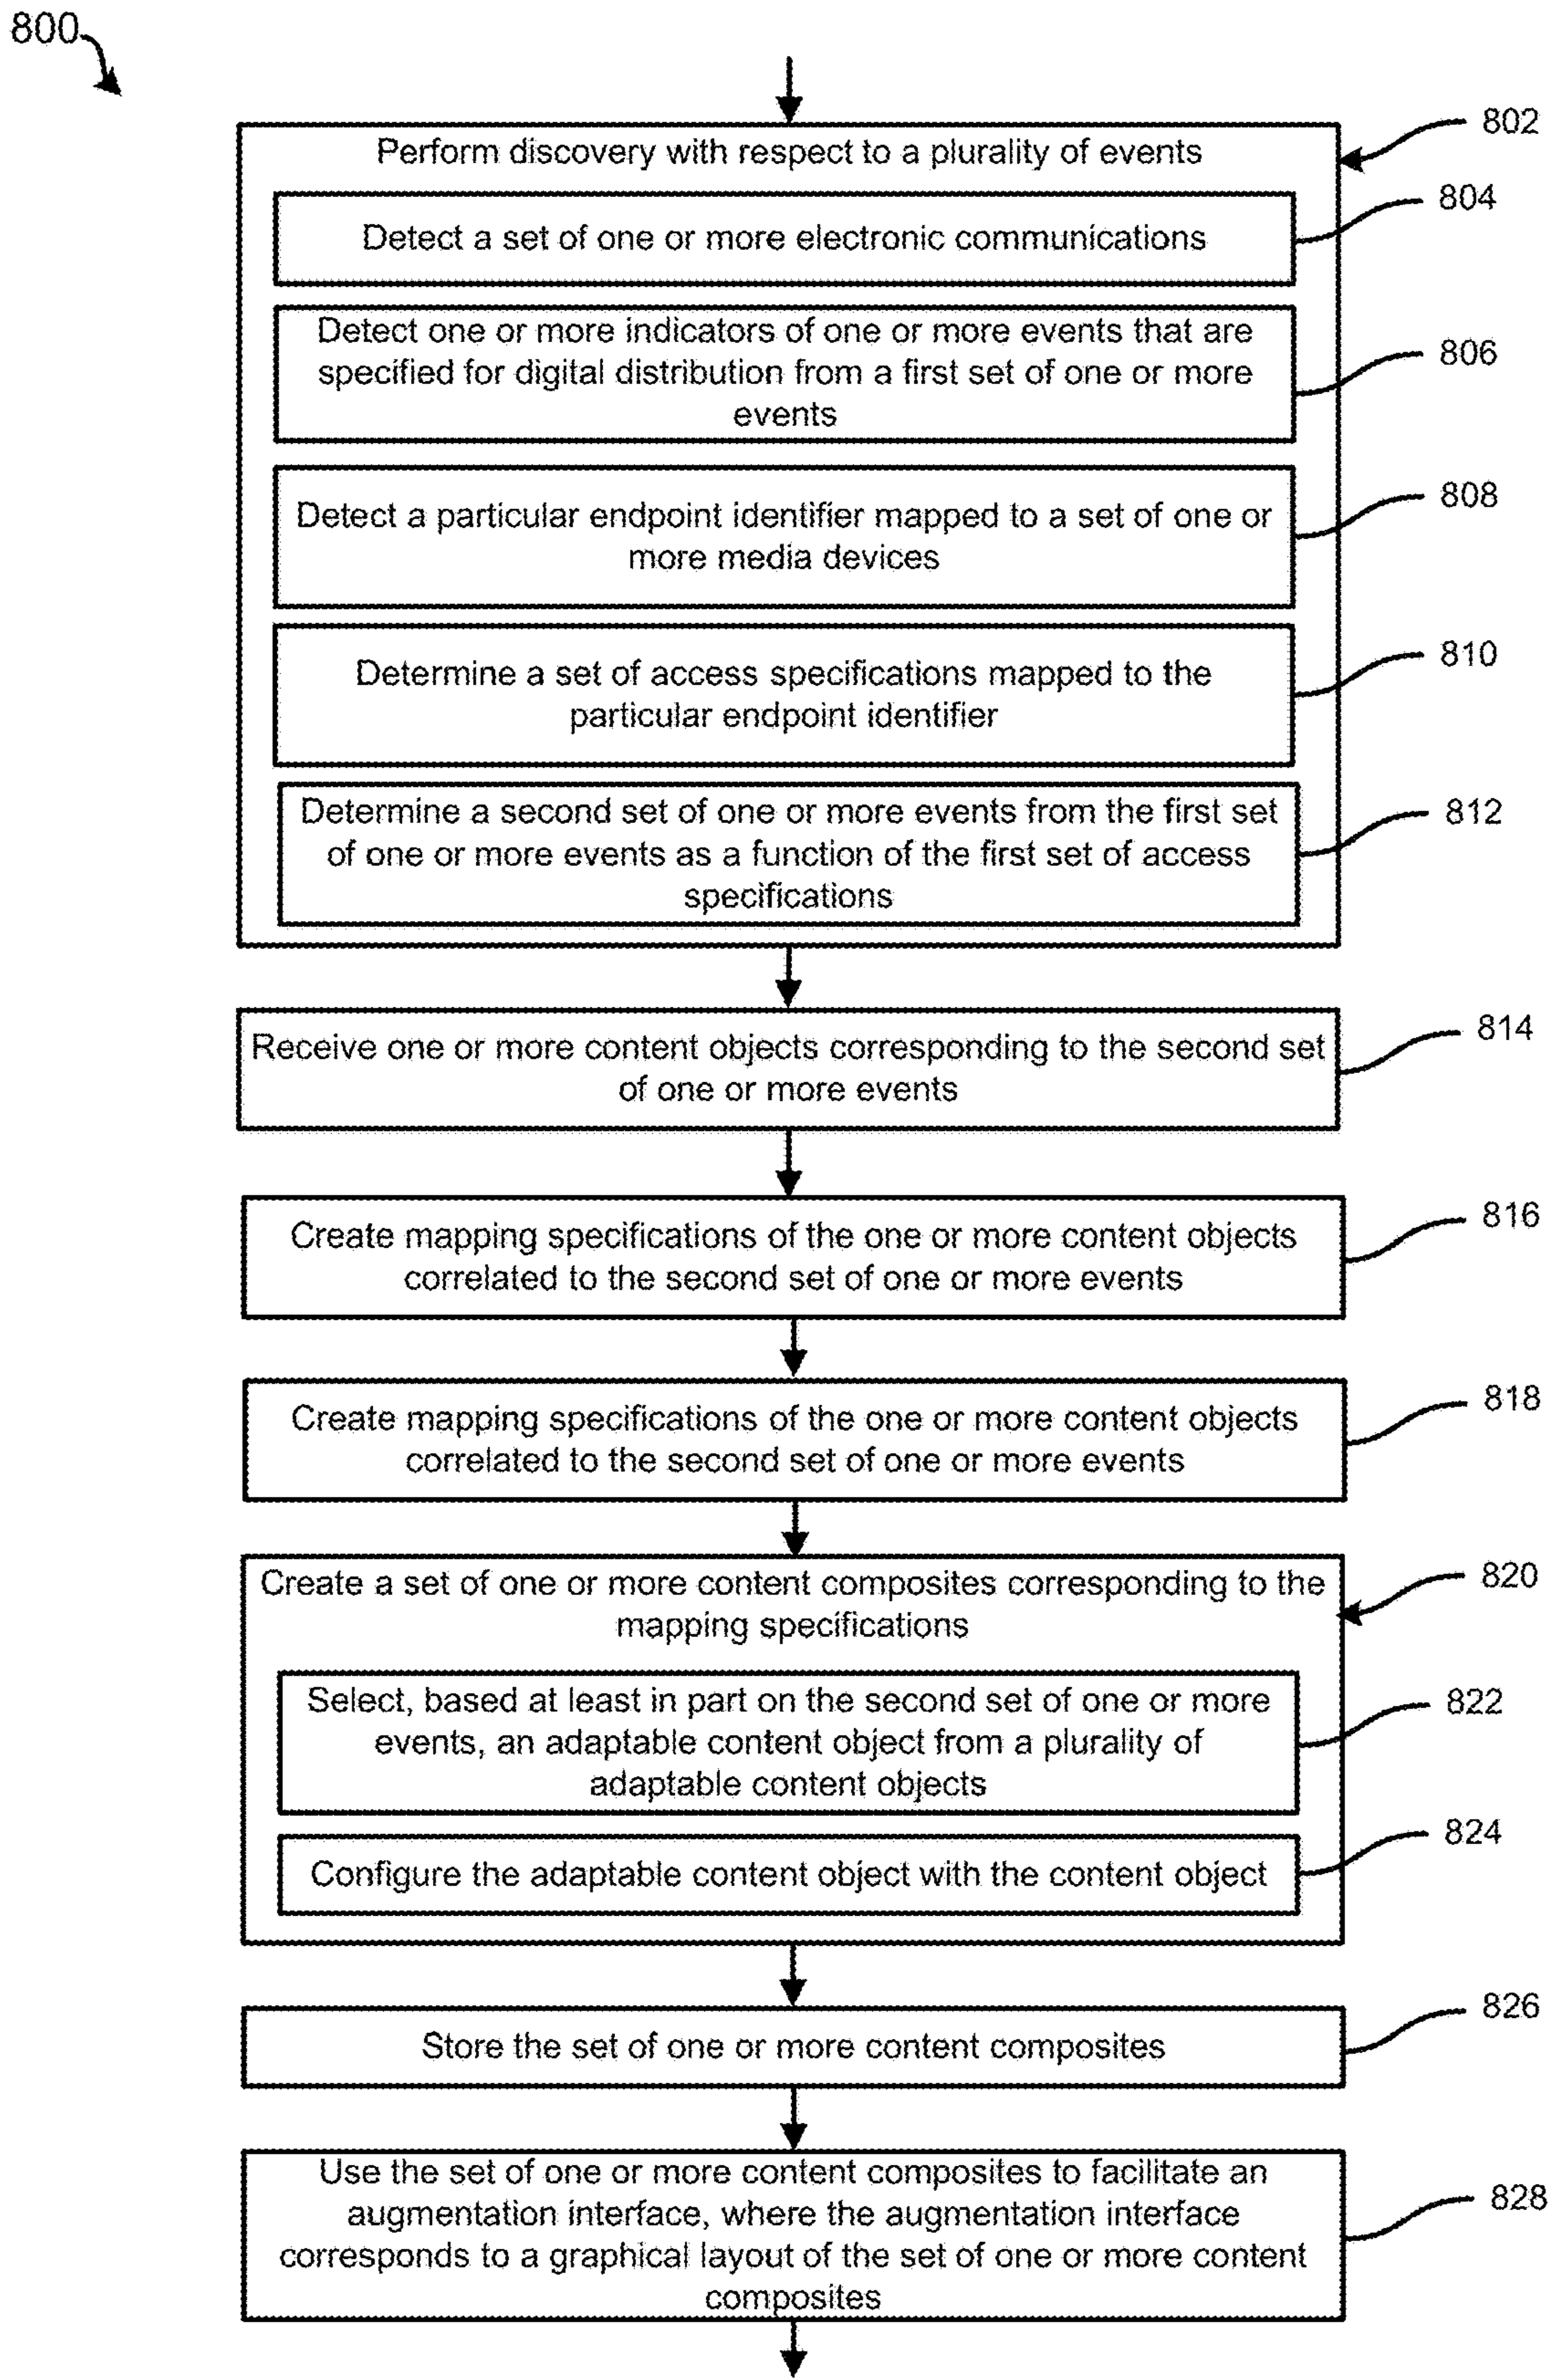 800
802
Perform discovery with respect to a plurality of events
804
Detect a set of one or more electronic communications
Detect one or more indicators of one or more events that are
specified for digital distribution from a first set of one or more
events
806
Detect a particular endpoint identifier mapped to a set of one or
more media devices
808
Determine a set of access specifications mapped to the
particular endpoint identifier
810
Determine a second set of one or more events from the first set
of one or more events as a function of the first set of access
specifications
812
Receive one or more content objects corresponding to the second set
of one or more events
814
Create mapping specifications of the one or more content objects
correlated to the second set of one or more events
816
Create mapping specifications of the one or more content objects
correlated to the second set of one or more events
818
Create a set of one or more content composites corresponding to the
mapping specifications
820
Select, based at least in part on the second set of one or more
events, an adaptable content object from a plurality of
adaptable content objects
822
Configure the adaptable content object with the content object
824
Store the set of one or more content composites
826
Use the set of one or more content composites to facilitate an
augmentation interface, where the augmentation interface
corresponds to a graphical layout of the set of one or more content
composites
828